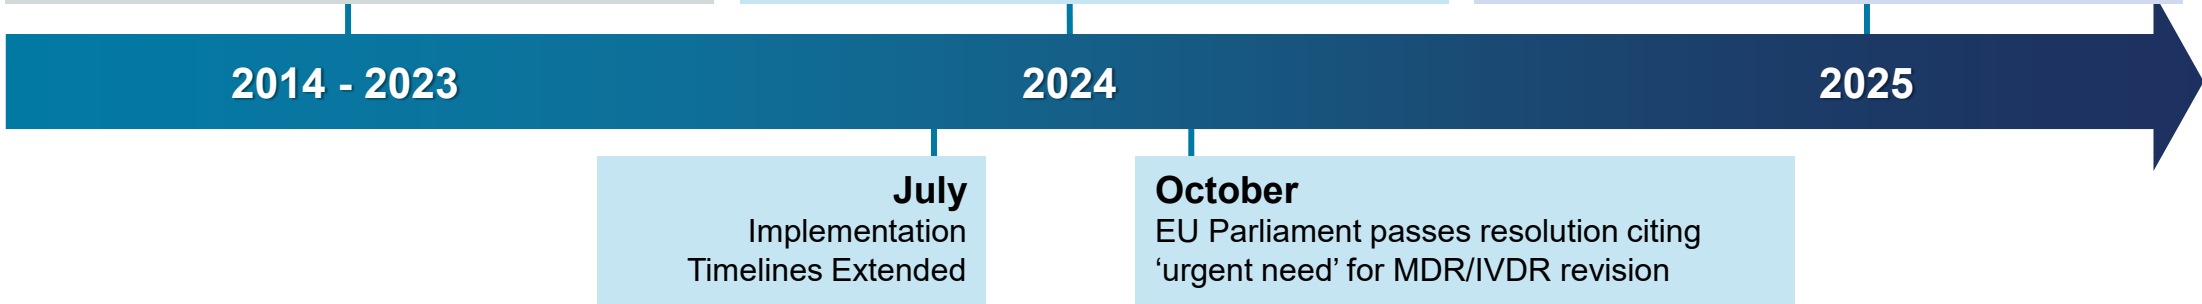 2014 - 2023
2024
2025
July
Implementation
Timelines Extended
October
EU Parliament passes resolution citing
‘urgent need’ for MDR/IVDR revision